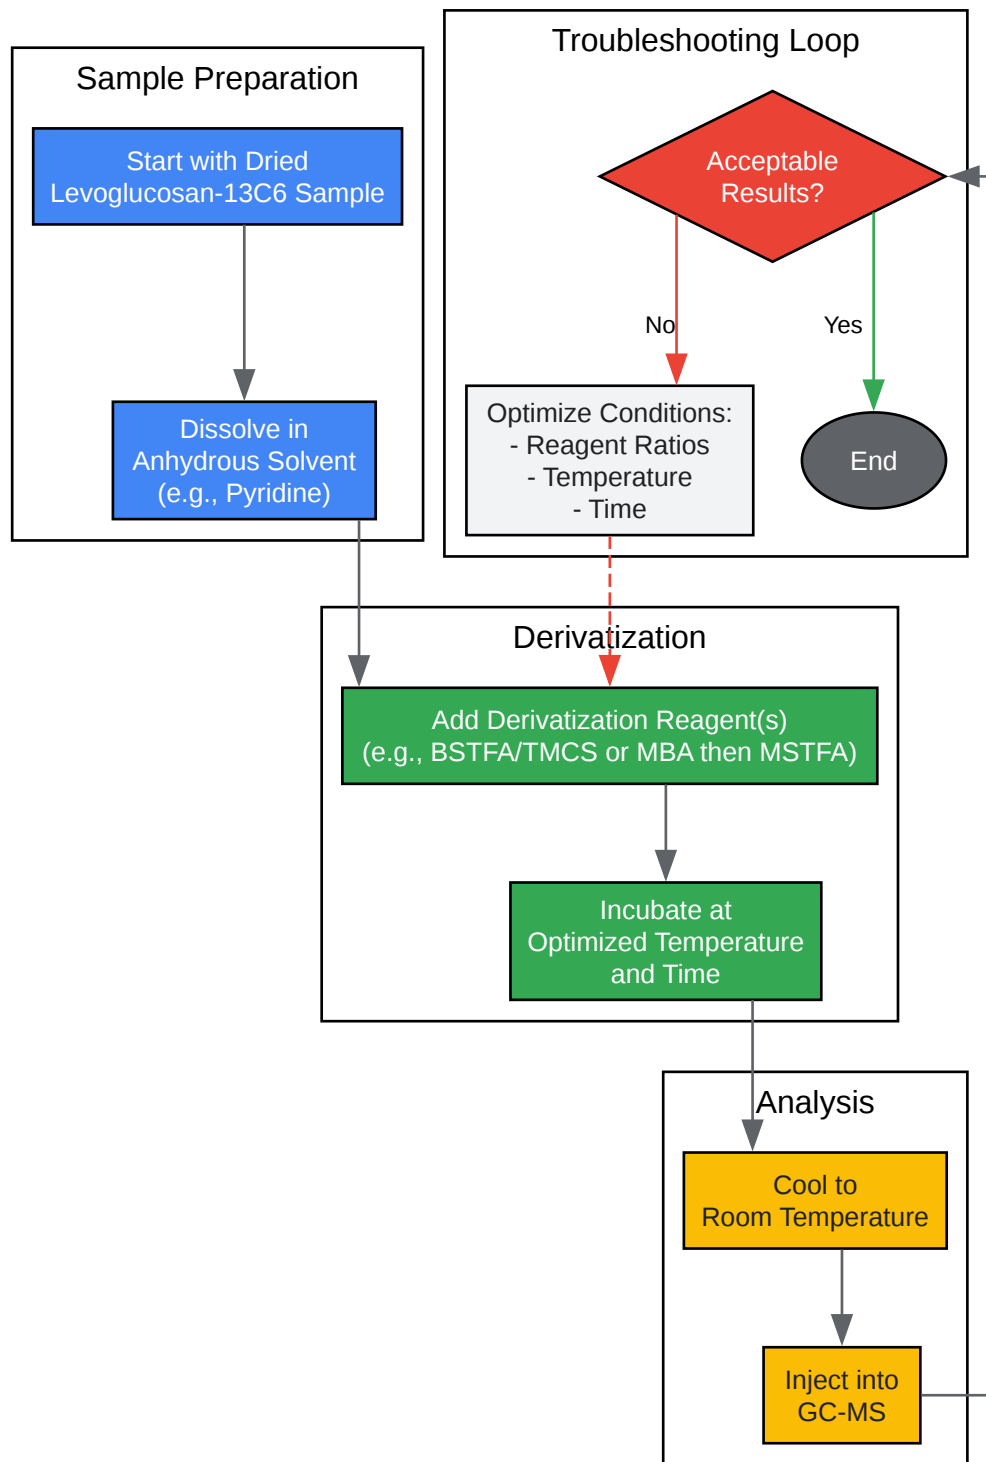 Sample Preparation
Start with Dried
Levoglucosan-13C6 Sample
Dissolve in
Anhydrous Solvent
(e.g., Pyridine)
Troubleshooting Loop
Acceptable
Results?
No
Yes
Optimize Conditions:
- Reagent Ratios
- Temperature
- Time
End
Derivatization
Add Derivatization Reagent(s)
(e.g., BSTFA/TMCS or MBA then MSTFA)
Incubate at
Optimized Temperature
and Time
Analysis
Cool to
Room Temperature
Inject into
GC-MS